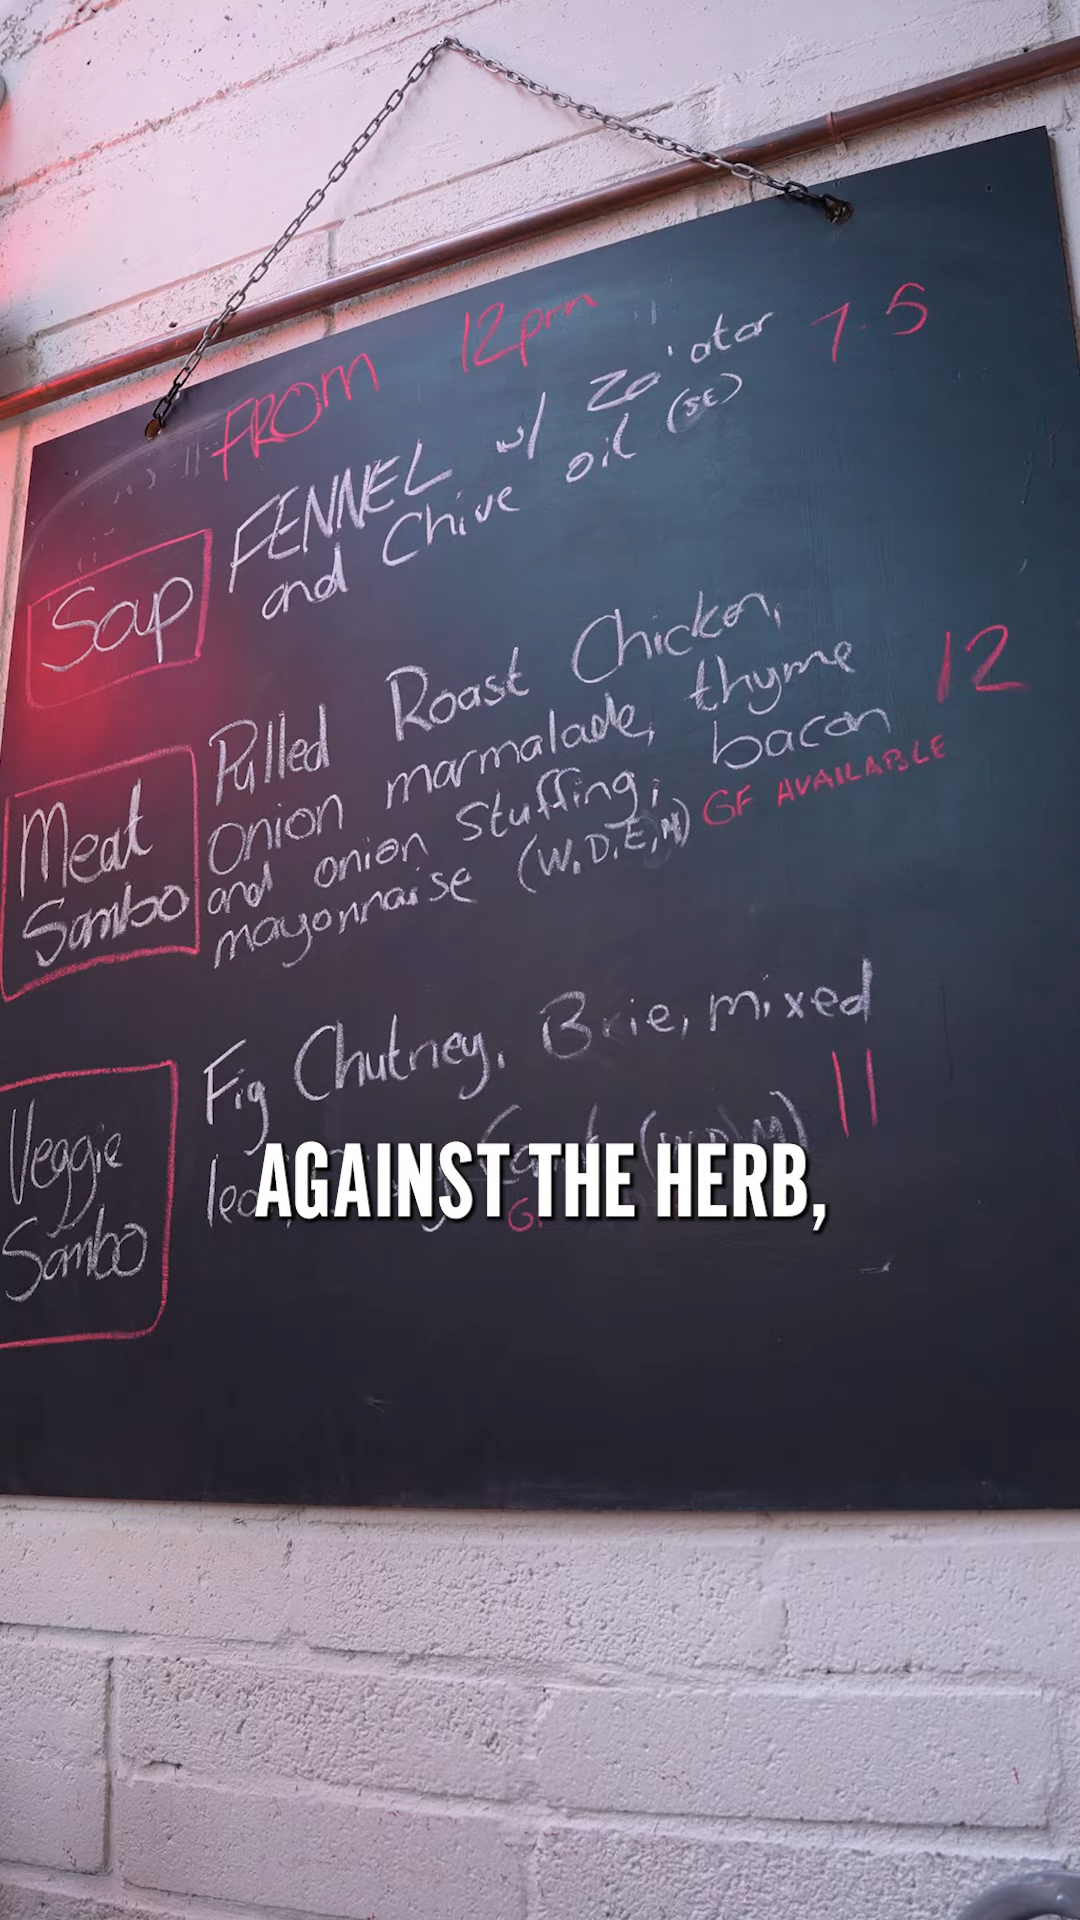 FROM 12pm
Soup
FENNEL w/ Za'atar 7.5
and Chive oil (SE)
Meat
Sambo
Pulled Roast Chicken,
onion marmalade, thyme 12
and onion stuffing, bacon
mayonnaise (W,D,E,M) GF AVAILABLE
Veggie
Sambo
Fig Chutney, Brie, mixed
11
AGAINST THE HERB,